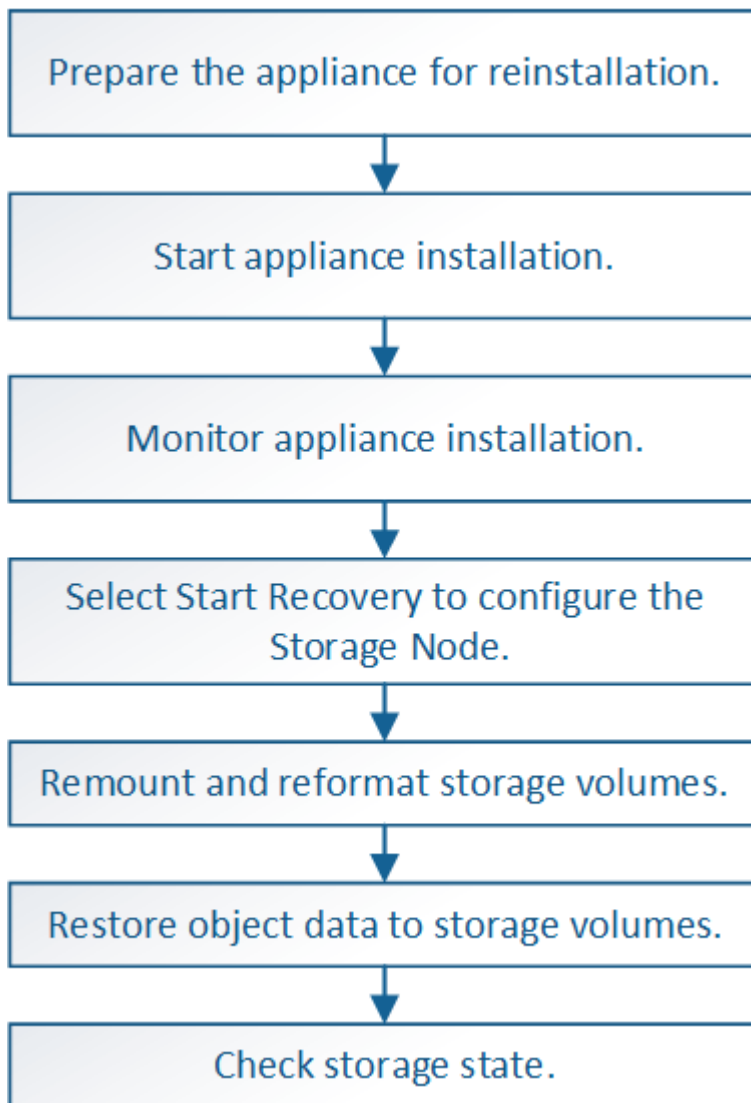 Prepare the appliance for reinstallation.
Start appliance installation.
Monitor appliance installation.
Select Start Recovery to configure the
Storage Node.
Remount and reformat storage volumes.
Restore object data to storage volumes.
Check storage state.